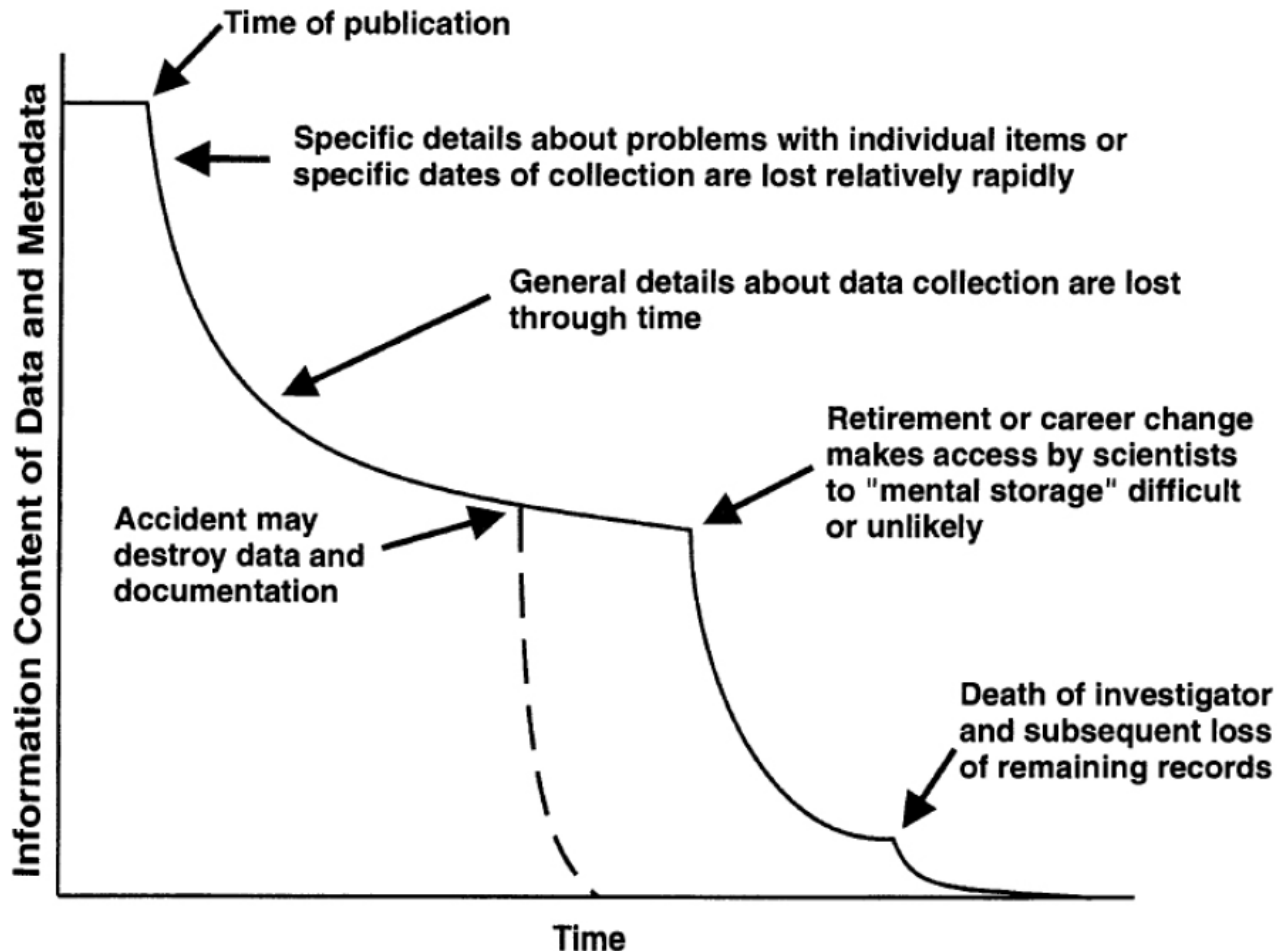 Time of publication
Specific details about problems with individual items or
specific dates of collection are lost relatively rapidly
General details about data collection are lost
through time
Retirement or career change
makes access by scientists
to "mental storage" difficult
or unlikely
Accident may
destroy data and
documentation
Death of investigator
and subsequent loss
of remaining records
Information Content of Data and Metadata
Time